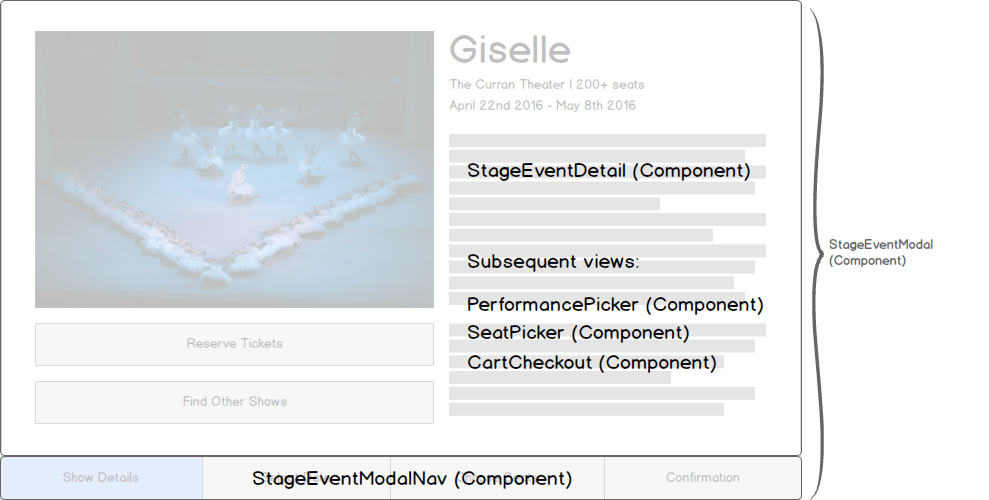 Giselle
The Curran Theater | 200+ seats
April 22nd 2016 - May 8th 2016
StageEventDetail (Component)
Subsequent views:
PerformancePicker (Component)
SeatPicker (Component)
CartCheckout (Component)
Reserve Tickets
Find Other Shows
Show Details
StageEventModalNav (Component)
Confirmation
StageEventModal
(Component)